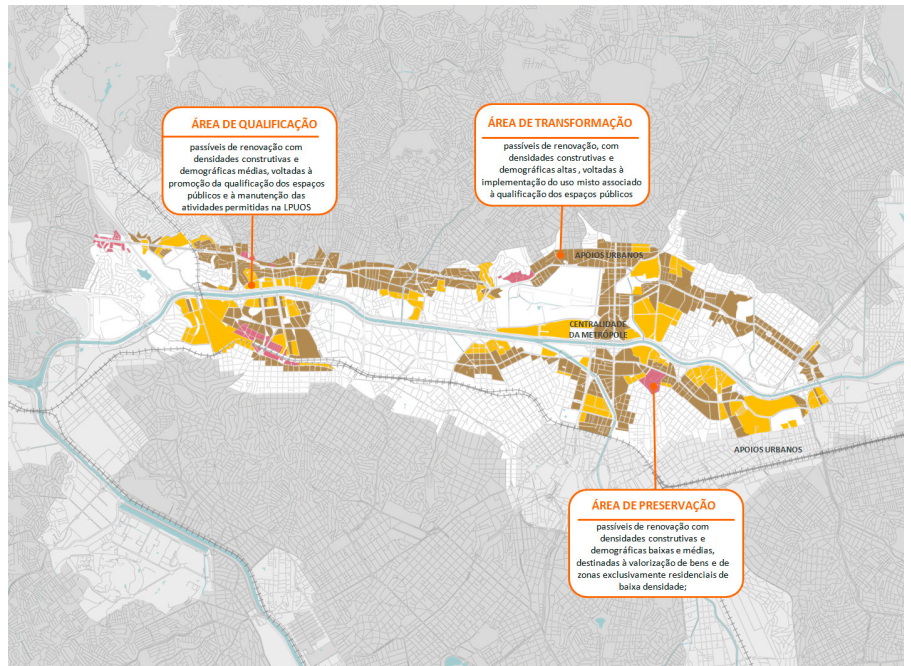 ÁREA DE QUALIFICAÇÃO
passíveis de renovação com
densidades construtivas e
demográficas médias, voltadas à
promoção da qualificação dos espaços
públicos e à manutenção das
atividades permitidas na LPUOS
ÁREA DE TRANSFORMAÇÃO
passíveis de renovação, com
densidades construtivas e
demográficas altas , voltadas à
implementação do uso misto associado
à qualificação dos espaços públicos
APOIOS URBANOS
CENTRALIDADE
DA METRÓPOLE
APOIOS URBANOS
ÁREA DE PRESERVAÇÃO
passíveis de renovação com
densidades construtivas e
demográficas baixas e médias,
destinadas à valorização de bens e de
zonas exclusivamente residenciais de
baixa densidade;